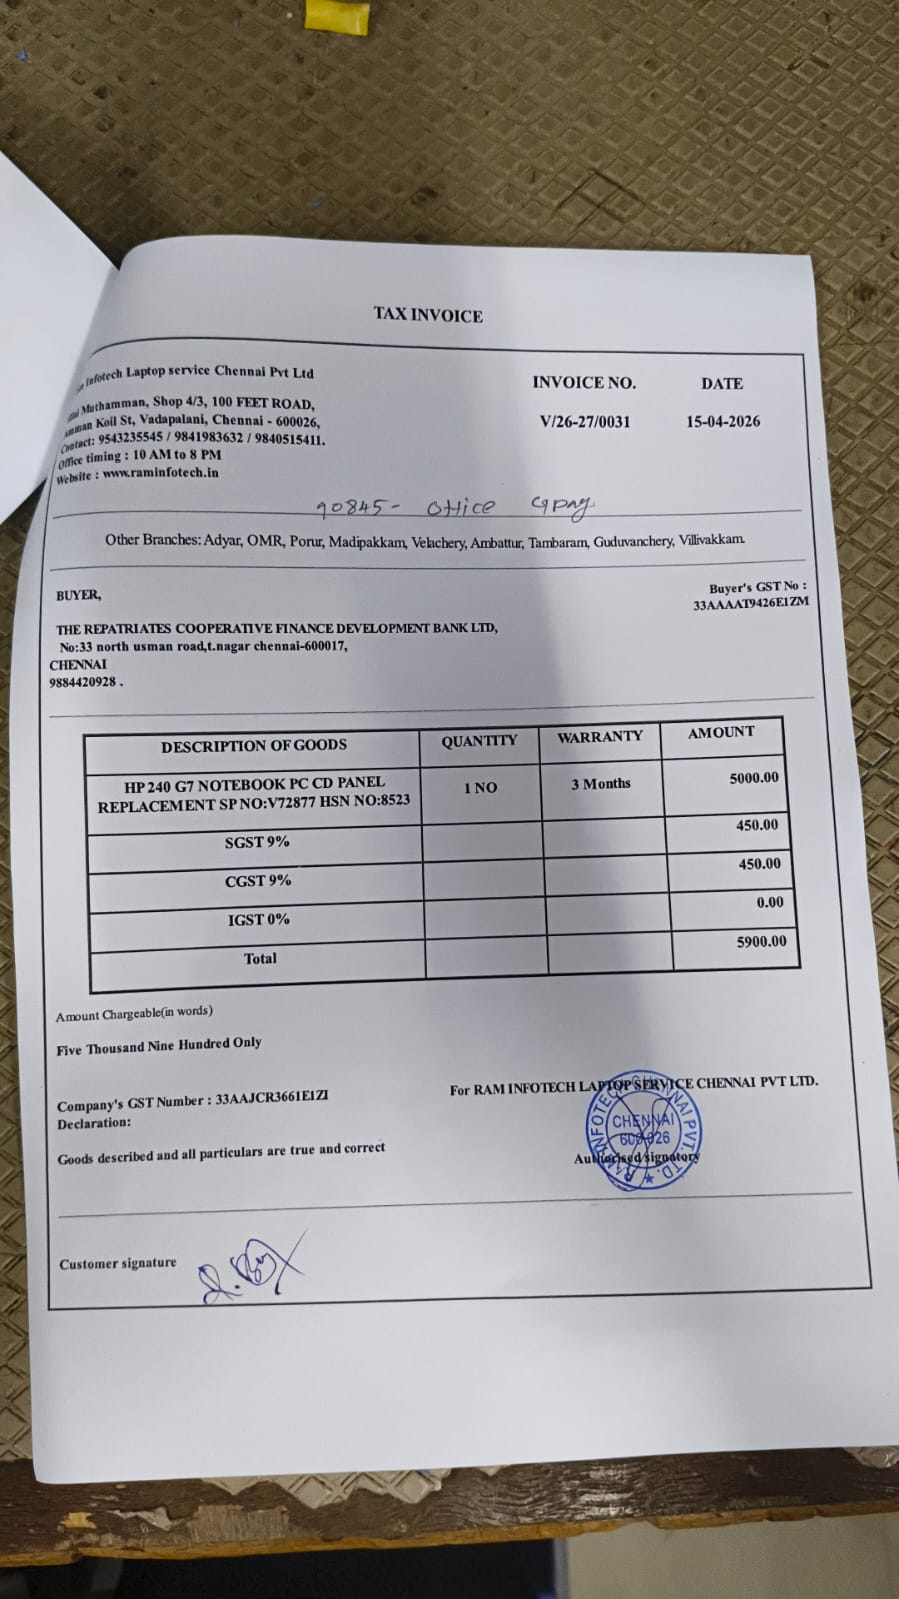 TAX INVOICE
Infotech Laptop service Chennai Pvt Ltd
Muthamman, Shop 4/3, 100 FEET ROAD,
Koil St, Vadapalani, Chennai - 600026,
Contact: 9543235545 / 9841983632 / 9840515411.
Office timing : 10 AM to 8 PM
Website : www.raminfotech.in
INVOICE NO. DATE
V/26-27/0031 15-04-2026
90845- Office Gpay
Other Branches: Adyar, OMR, Porur, Madipakkam, Velachery, Ambattur, Tambaram, Guduvanchery, Villivakkam.
BUYER,
Buyer's GST No :
33AAAAT9426E1ZM
THE REPATRIATES COOPERATIVE FINANCE DEVELOPMENT BANK LTD,
No:33 north usman road,t.nagar chennai-600017,
CHENNAI
9884420928 .
DESCRIPTION OF GOODS QUANTITY WARRANTY AMOUNT
HP 240 G7 NOTEBOOK PC CD PANEL
REPLACEMENT SP NO:V72877 HSN NO:8523 1 NO 3 Months 5000.00
SGST 9% 450.00
CGST 9% 450.00
IGST 0% 0.00
Total 5900.00
Amount Chargeable(in words)
Five Thousand Nine Hundred Only
Company's GST Number : 33AAJCR3661E1ZI
Declaration:
Goods described and all particulars are true and correct
For RAM INFOTECH LAPTOP SERVICE CHENNAI PVT LTD.
CHENNAI
600 026
Authorised signatory
Customer signature